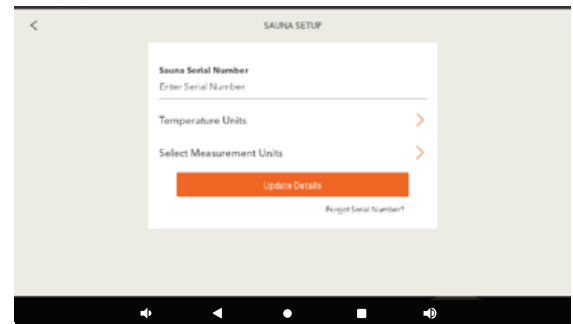 SAUNA SETUP
Sauna Serial Number
Enter Serial Number
Temperature Units
Select Measurement Units
Update Details
Forgot Serial Number?